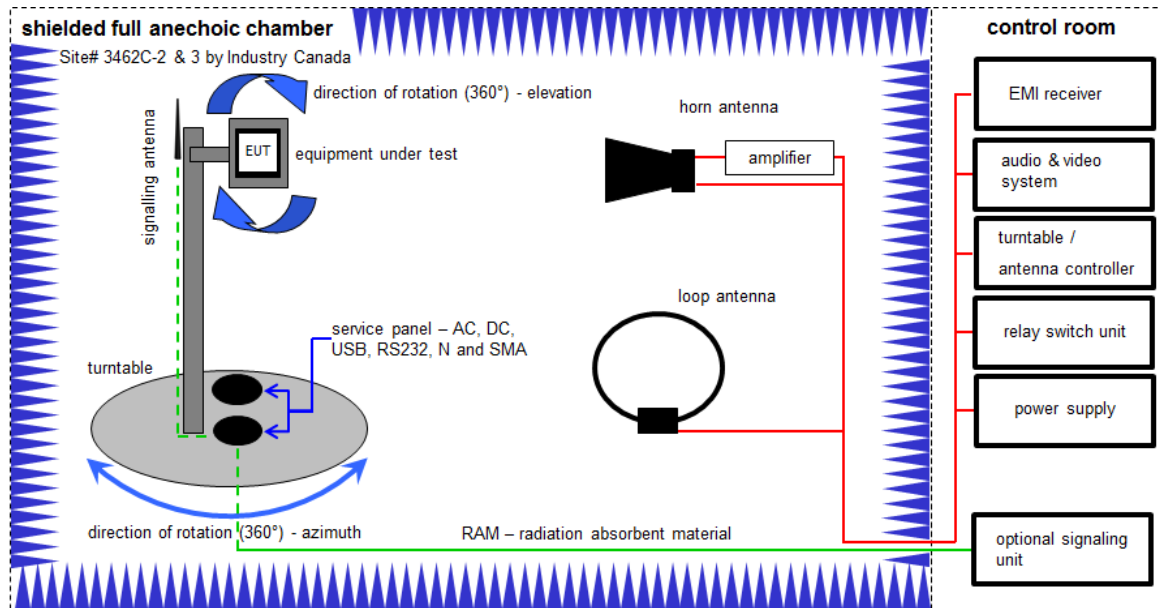 shielded full anechoic chamber
Site# 3462C-2 & 3 by Industry Canada
direction of rotation (360°) - elevation
signalling antenna
EUT
equipment under test
horn antenna
amplifier
loop antenna
service panel – AC, DC,
USB, RS232, N and SMA
turntable
direction of rotation (360°) - azimuth
RAM – radiation absorbent material
control room
EMI receiver
audio & video
system
turntable /
antenna controller
relay switch unit
power supply
optional signaling
unit